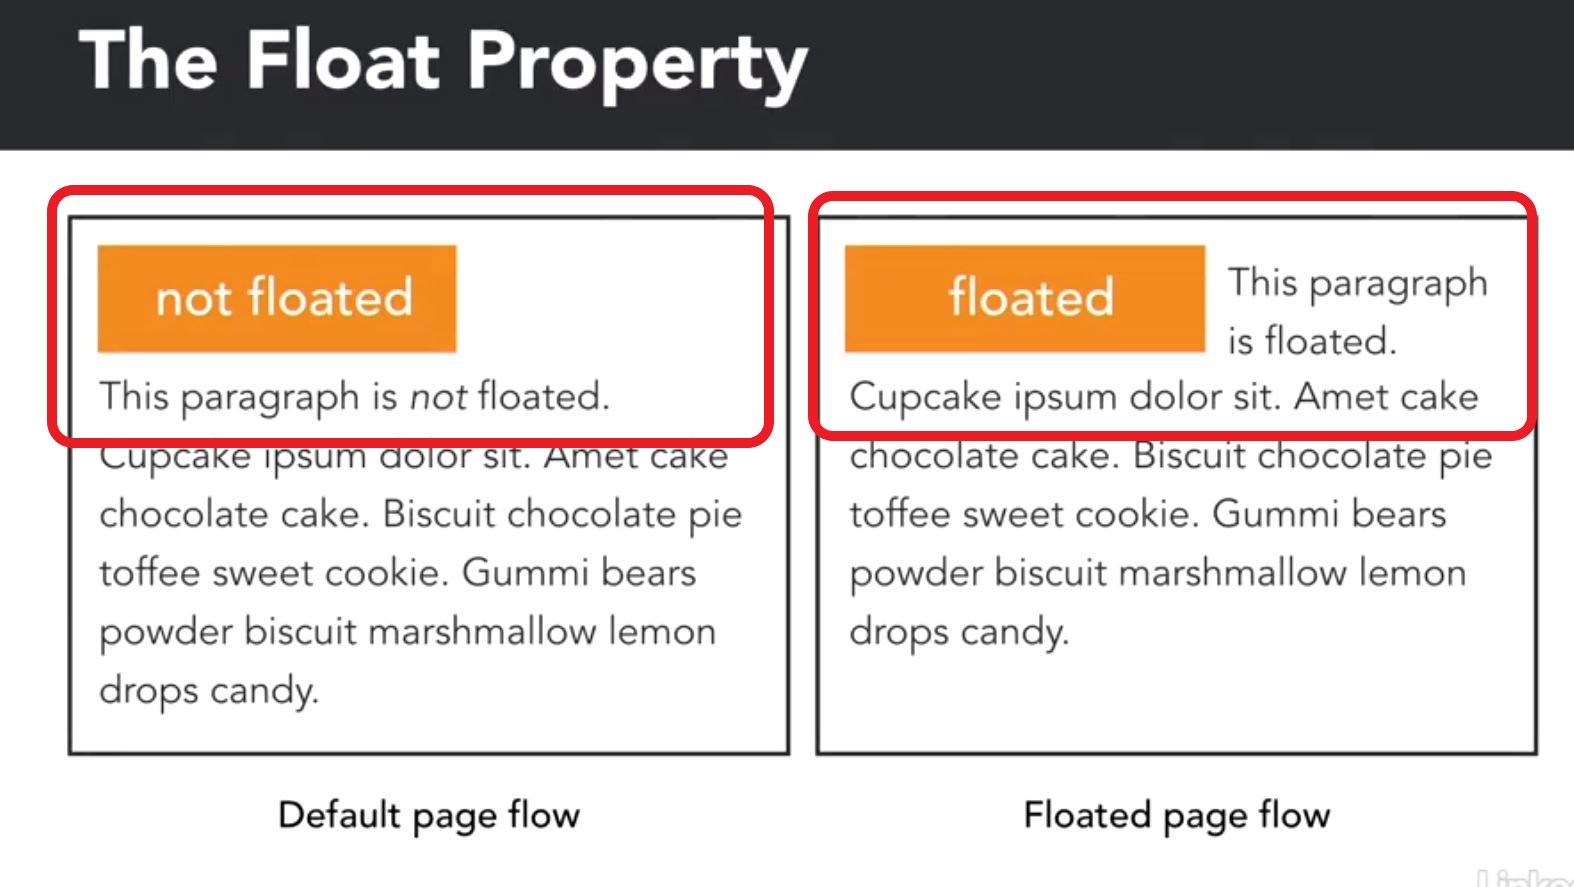 The Float Property
not floated
This paragraph is not floated.
Cupcake ipsum dolor sit. Amet cake
chocolate cake. Biscuit chocolate pie
toffee sweet cookie. Gummi bears
powder biscuit marshmallow lemon
drops candy.
Default page flow
floated
This paragraph
is floated.
Cupcake ipsum dolor sit. Amet cake
chocolate cake. Biscuit chocolate pie
toffee sweet cookie. Gummi bears
powder biscuit marshmallow lemon
drops candy.
Floated page flow